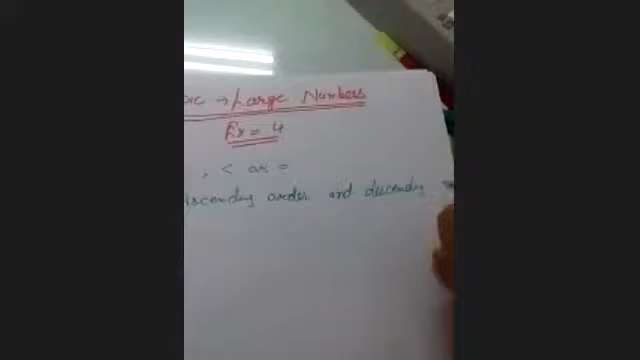 → Large Numbers
Ex = 4
, < or =
Ascending order and descending